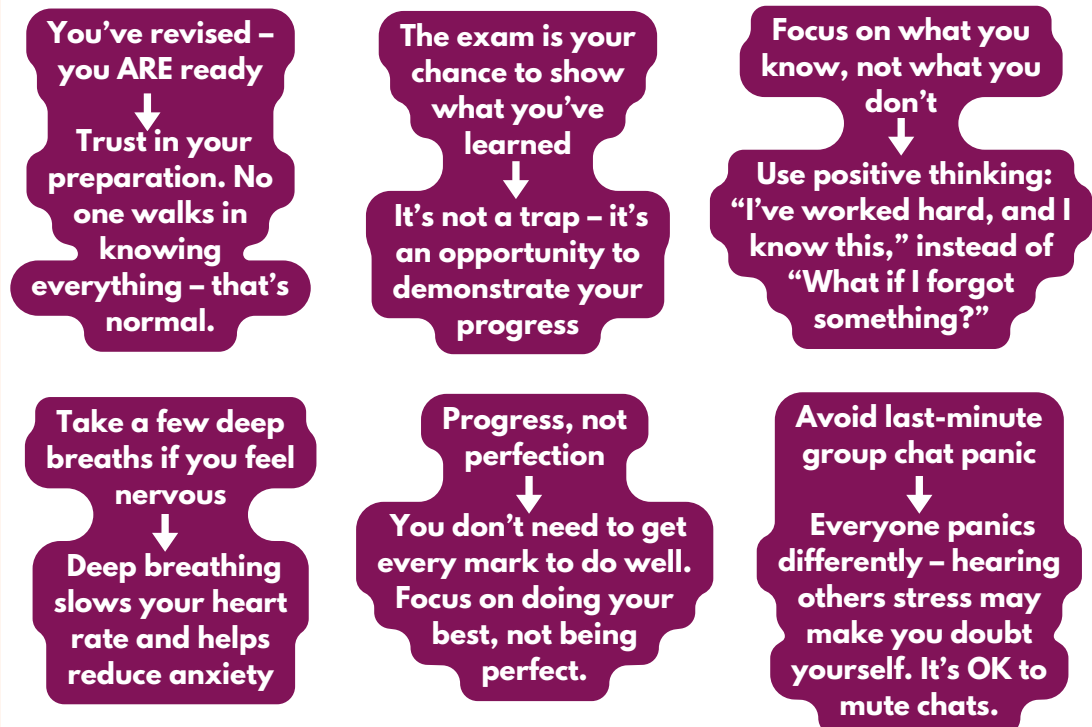 You’ve revised –
you ARE ready
Trust in your
preparation. No
one walks in
knowing
everything – that’s
normal.
The exam is your
chance to show
what you’ve
learned
It’s not a trap – it’s
an opportunity to
demonstrate your
progress
Focus on what you
know, not what you
don’t
Use positive thinking:
“I’ve worked hard, and I
know this,” instead of
“What if I forgot
something?”
Take a few deep
breaths if you feel
nervous
Deep breathing
slows your heart
rate and helps
reduce anxiety
Progress, not
perfection
You don’t need to get
every mark to do well.
Focus on doing your
best, not being
perfect.
Avoid last-minute
group chat panic
Everyone panics
differently – hearing
others stress may
make you doubt
yourself. It’s OK to
mute chats.